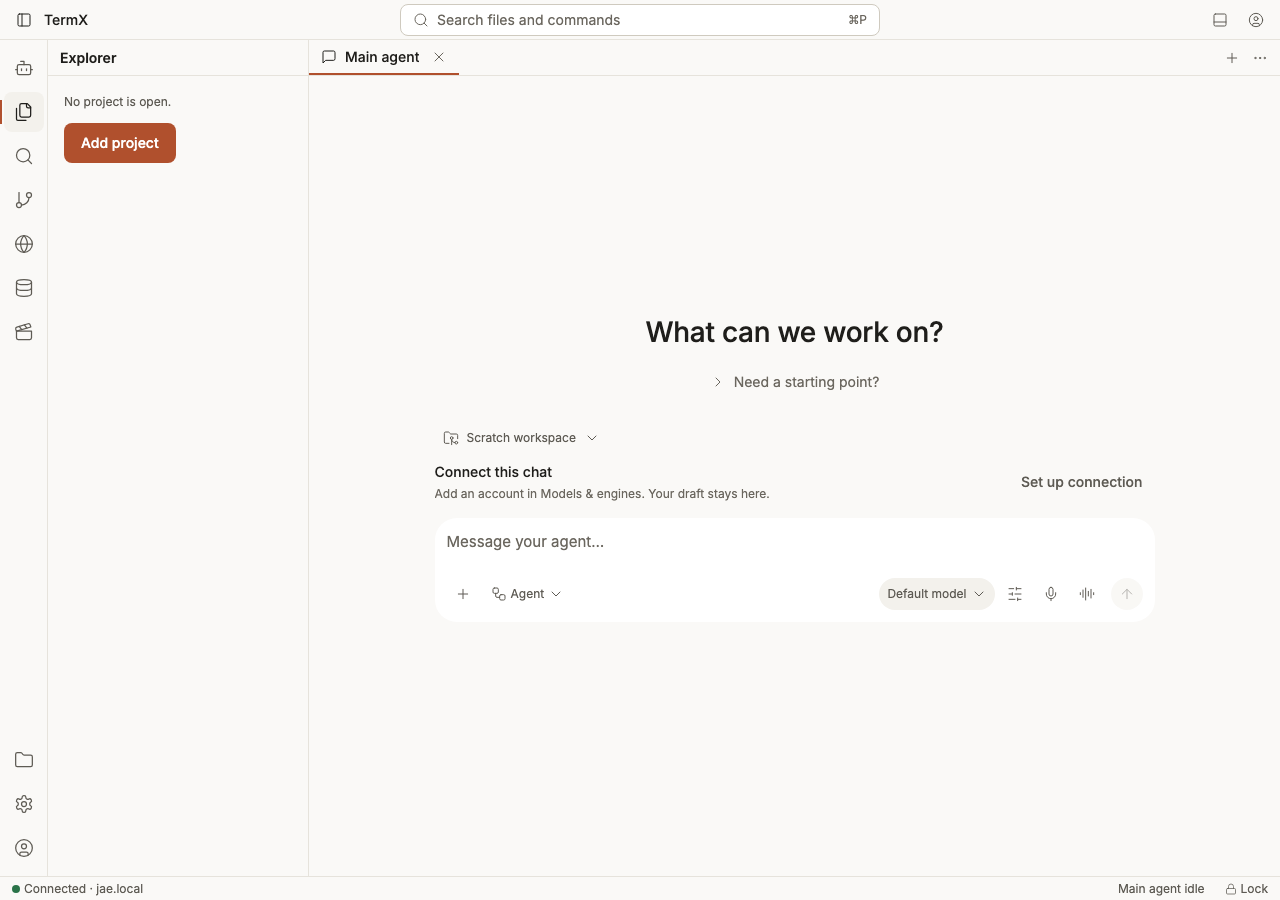 TermX
Search files and commands
⌘P
Explorer
Main agent
No project is open.
Add project
What can we work on?
Need a starting point?
Scratch workspace
Connect this chat
Add an account in Models & engines. Your draft stays here.
Set up connection
Message your agent...
Agent
Default model
Connected · jae.local
Main agent idle
Lock